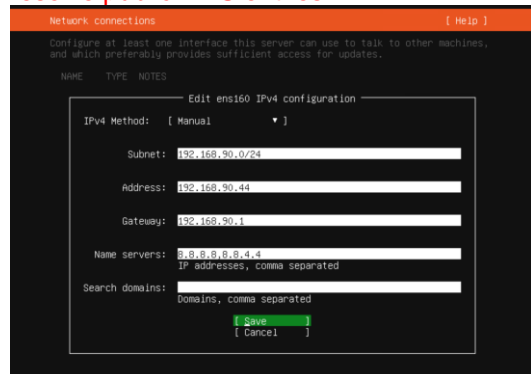 Network connections [ Help ]
Configure at least one interface this server can use to talk to other machines,
and which preferably provides sufficient access for updates.
NAME TYPE NOTES
Edit ens160 IPv4 configuration
IPv4 Method: [ Manual ▾ ]
Subnet: 192.168.90.0/24
Address: 192.168.90.44
Gateway: 192.168.90.1
Name servers: 8.8.8.8,8.8.4.4
IP addresses, comma separated
Search domains:
Domains, comma separated
[ Save ]
[ Cancel ]